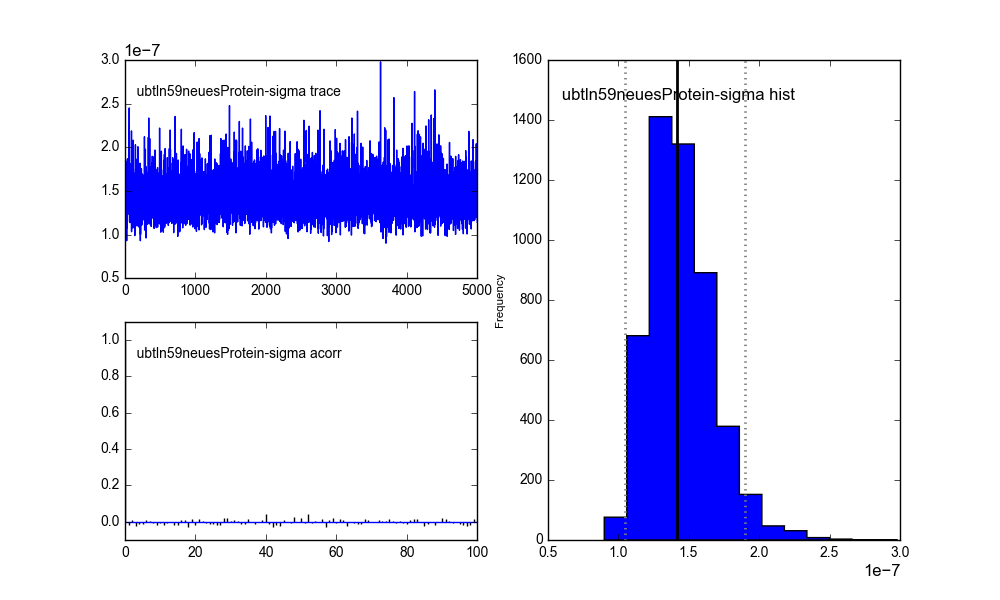 1e−7
3.0
2.5
2.0
1.5
1.0
0.5
ubtln59neuesProtein-sigma trace
0 1000 2000 3000 4000 5000
1.0
0.8
0.6
0.4
0.2
0.0
ubtln59neuesProtein-sigma acorr
0 20 40 60 80 100
Frequency
1600
1400
1200
1000
800
600
400
200
0
ubtln59neuesProtein-sigma hist
0.5 1.0 1.5 2.0 2.5 3.0
1e−7